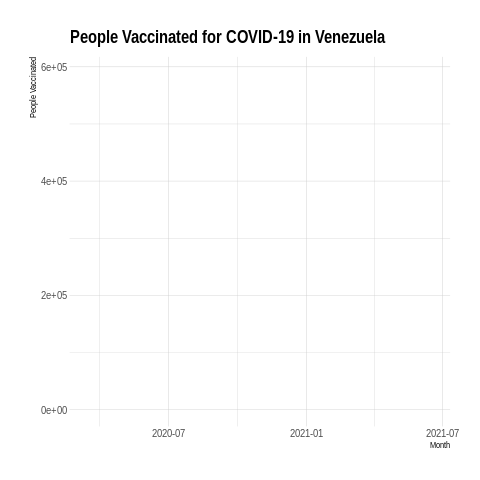 People Vaccinated for COVID-19 in Venezuela
People Vaccinated
6e+05
4e+05
2e+05
0e+00
2020-07
2021-01
2021-07
Month